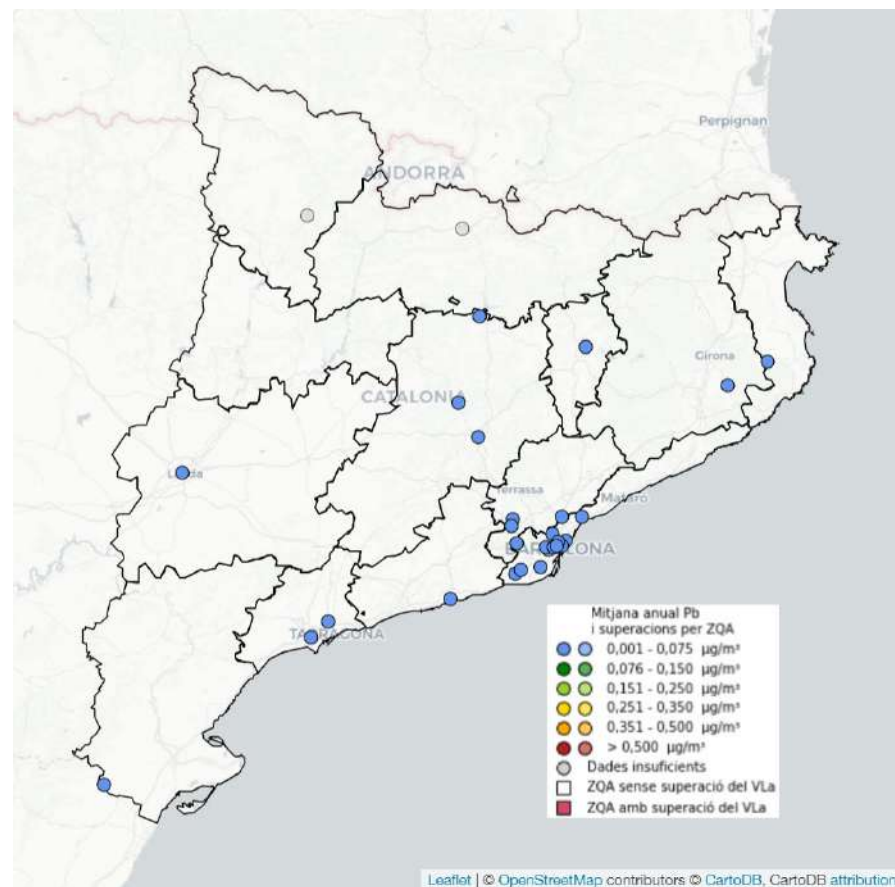 Perpignan
ANDORRA
Girona
CATALONIA
Terrassa
Mataró
BARCELONA
TARRAGONA
Mitjana anual Pb
i superacions per ZQA
0,001 - 0,075 µg/m³
0,076 - 0,150 µg/m³
0,151 - 0,250 µg/m³
0,251 - 0,350 µg/m³
0,351 - 0,500 µg/m³
> 0,500 µg/m³
Dades insuficients
ZQA sense superació del VLa
ZQA amb superació del VLa
Leaflet | © OpenStreetMap contributors © CartoDB, CartoDB attribution